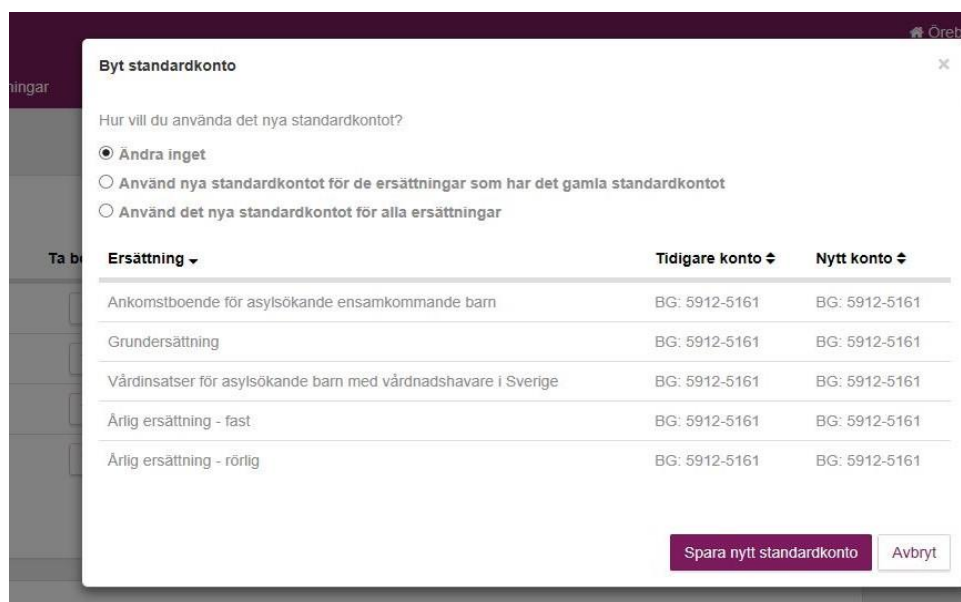 Öreb
Byt standardkonto ×
ningar
Hur vill du använda det nya standardkontot?
Ändra inget
Använd nya standardkontot för de ersättningar som har det gamla standardkontot
Använd det nya standardkontot för alla ersättningar
Ta be Ersättning Tidigare konto Nytt konto
Ankomstboende för asylsökande ensamkommande barn BG: 5912-5161 BG: 5912-5161
Grundersättning BG: 5912-5161 BG: 5912-5161
Vårdinsatser för asylsökande barn med vårdnadshavare i Sverige BG: 5912-5161 BG: 5912-5161
Årlig ersättning - fast BG: 5912-5161 BG: 5912-5161
Årlig ersättning - rörlig BG: 5912-5161 BG: 5912-5161
Spara nytt standardkonto Avbryt